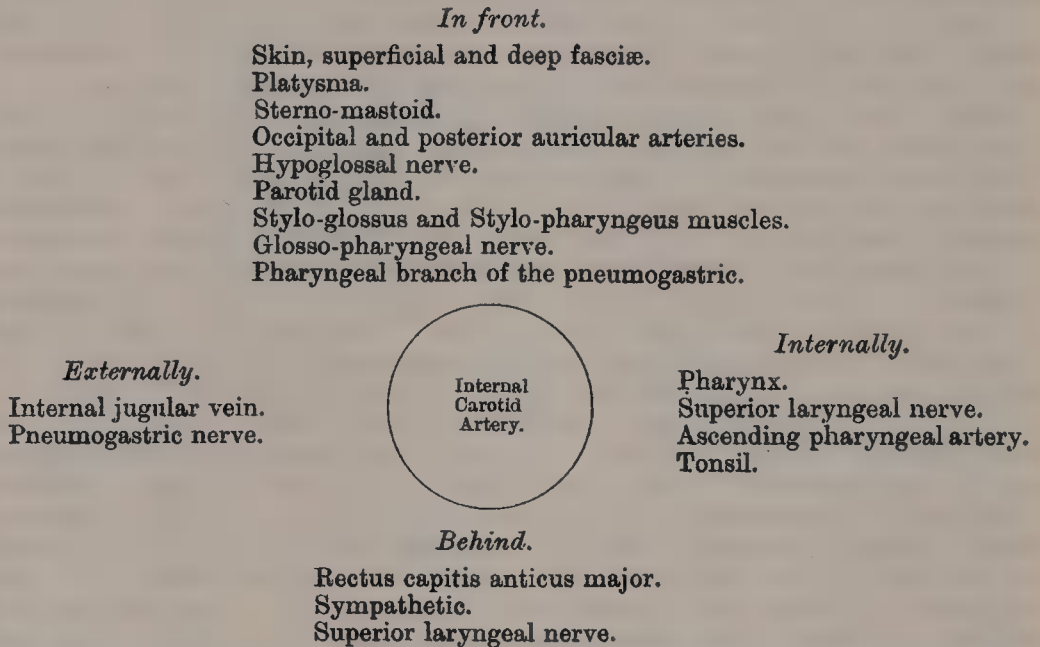 In front.
Skin, superficial and deep fasciæ.
Platysma.
Sterno-mastoid.
Occipital and posterior auricular arteries.
Hypoglossal nerve.
Parotid gland.
Stylo-glossus and Stylo-pharyngeus muscles.
Glosso-pharyngeal nerve.
Pharyngeal branch of the pneumogastric.
Externally.
Internal jugular vein.
Pneumogastric nerve.
Internal
Carotid
Artery.
Internally.
Pharynx.
Superior laryngeal nerve.
Ascending pharyngeal artery.
Tonsil.
Behind.
Rectus capitis anticus major.
Sympathetic.
Superior laryngeal nerve.